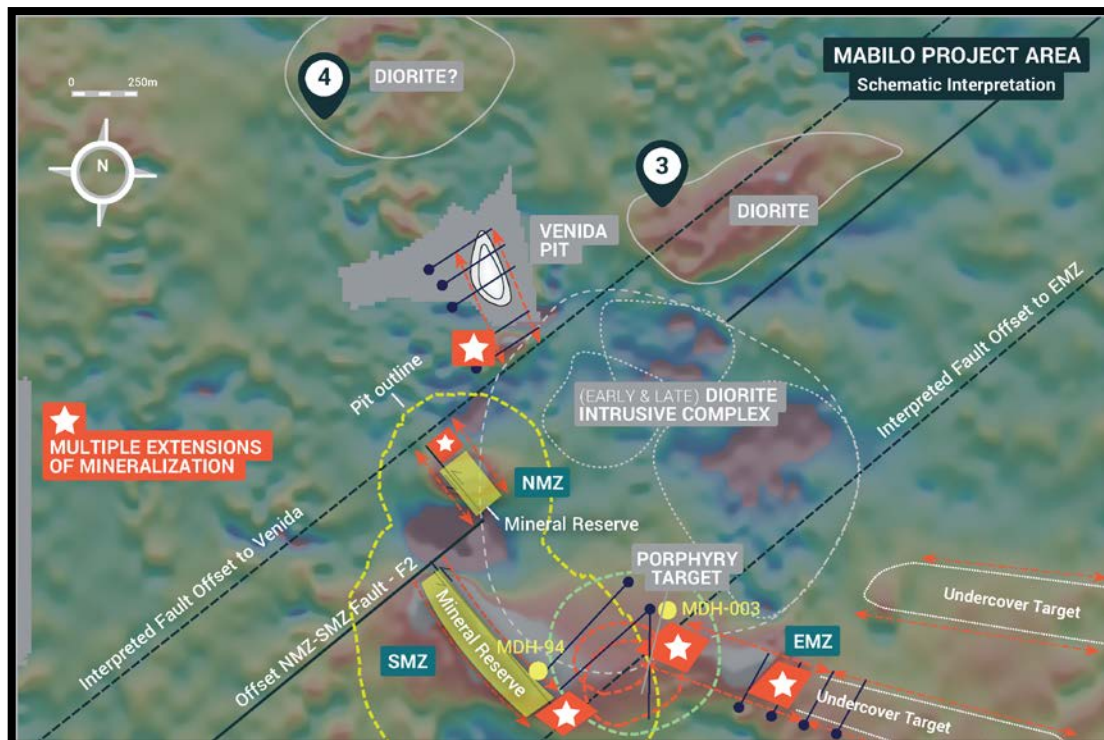 MABILO PROJECT AREA
Schematic Interpretation
0 250m
N
4
DIORITE?
3
DIORITE
VENIDA
PIT
Pit outline
(EARLY & LATE) DIORITE
INTRUSIVE COMPLEX
Interpreted Fault Offset to EMZ
MULTIPLE EXTENSIONS
OF MINERALIZATION
NMZ
Mineral Reserve
Interpreted Fault Offset to Venida
Offset NMZ-SMZ Fault - F2
PORPHYRY
TARGET
MDH-003
Undercover Target
Mineral Reserve
MDH-94
SMZ
EMZ
Undercover Target